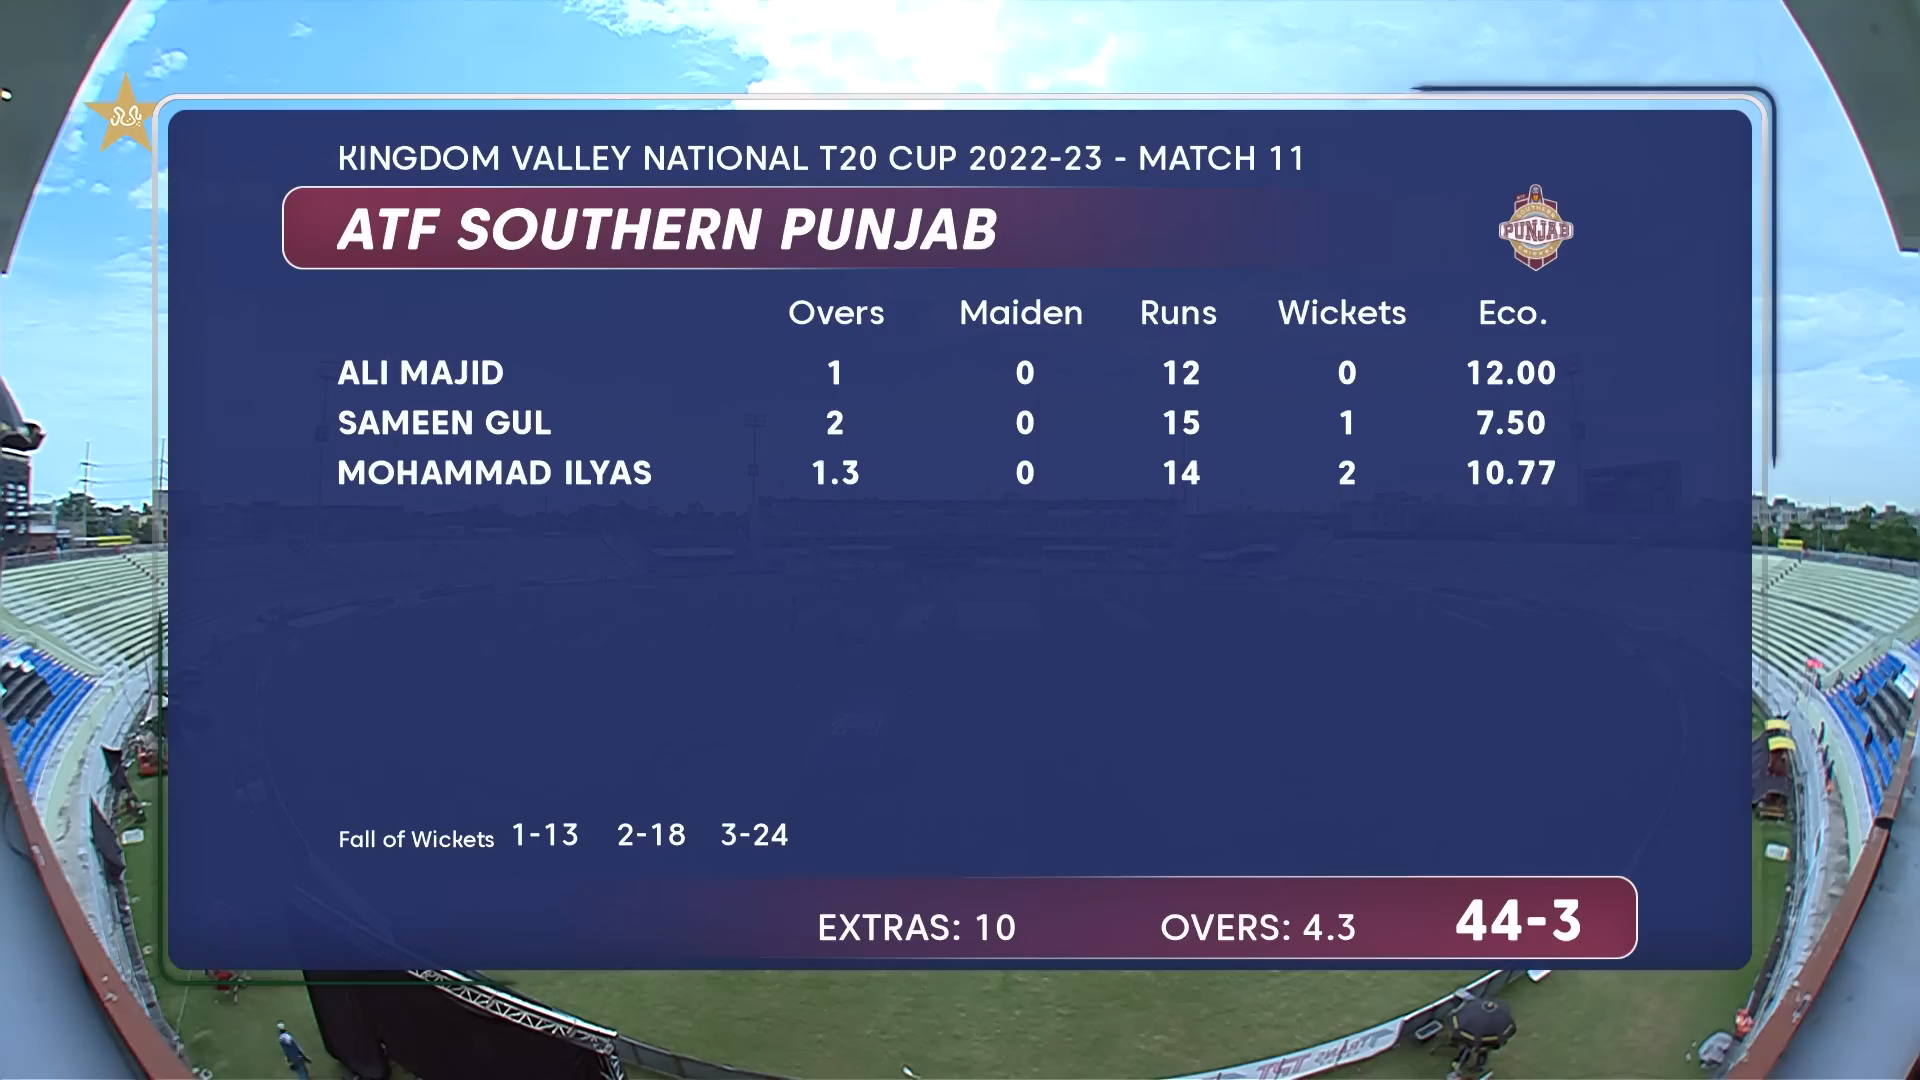 KINGDOM VALLEY NATIONAL T20 CUP 2022-23 - MATCH 11
ATF SOUTHERN PUNJAB
SOUTHERN
PUNJAB
CRICKET
Overs Maiden Runs Wickets Eco.
ALI MAJID 1 0 12 0 12.00
SAMEEN GUL 2 0 15 1 7.50
MOHAMMAD ILYAS 1.3 0 14 2 10.77
Fall of Wickets 1-13 2-18 3-24
EXTRAS: 10 OVERS: 4.3 44-3